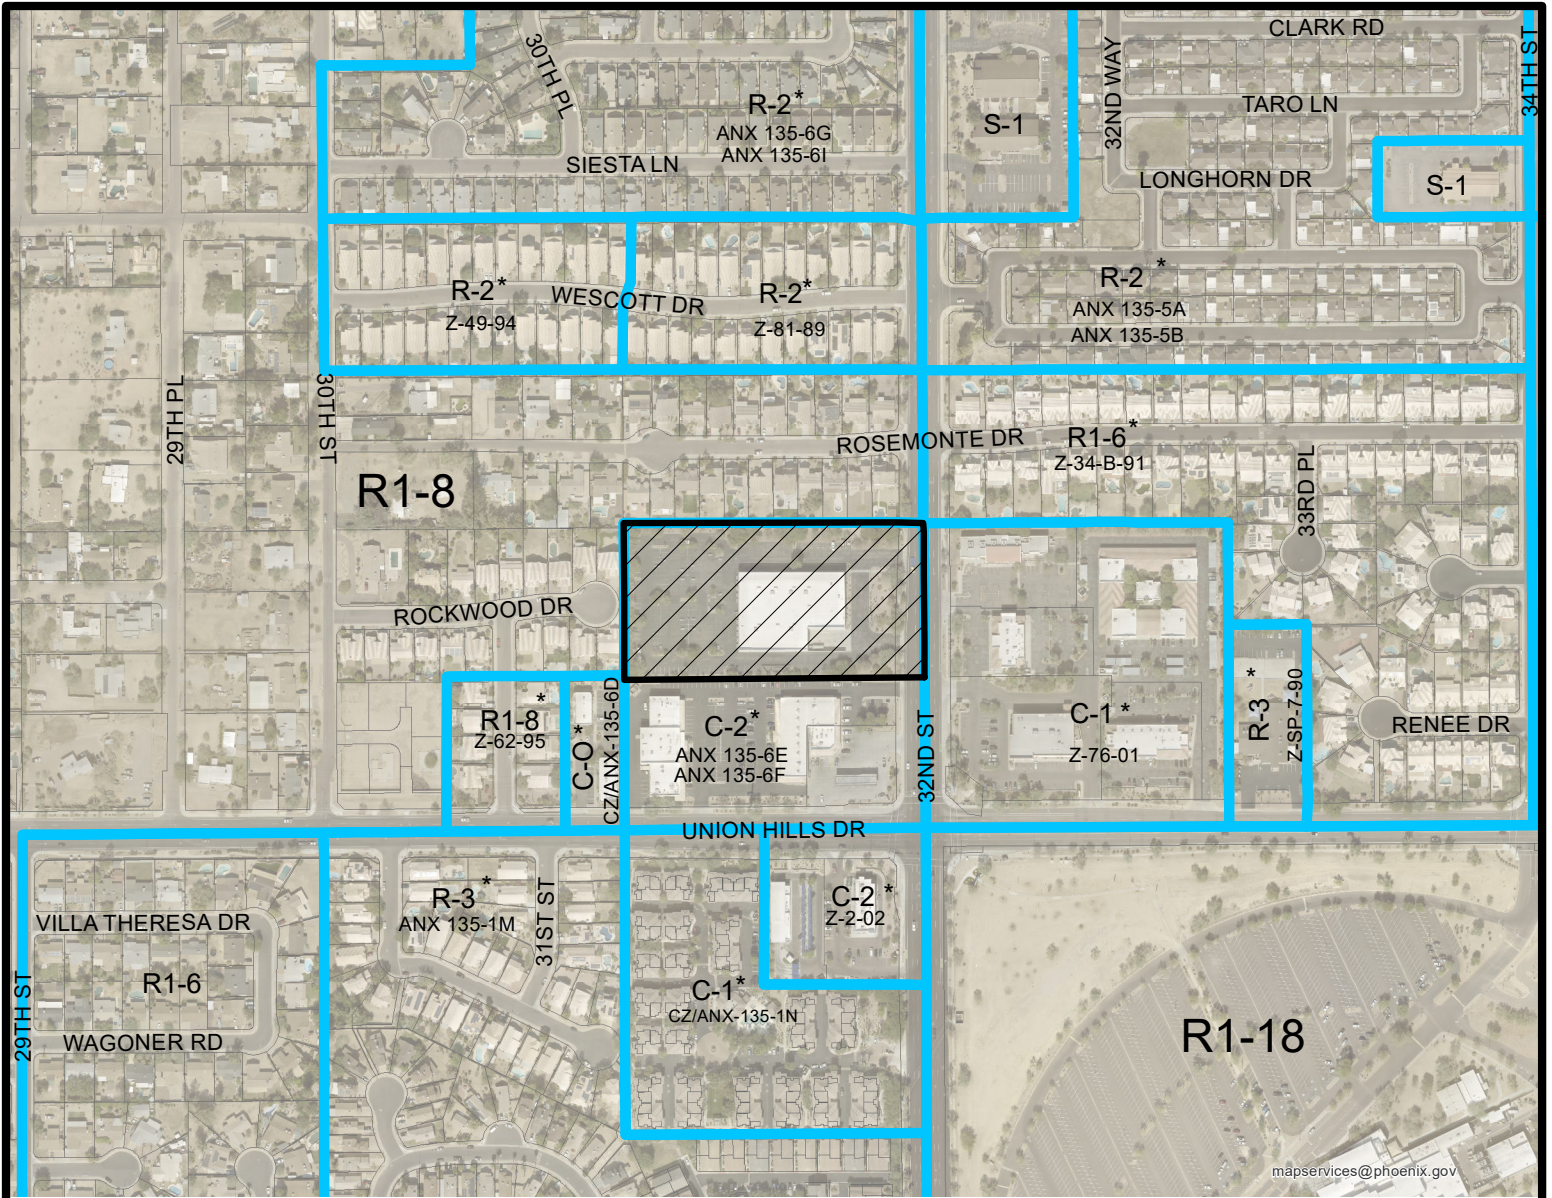 CLARK RD
30TH PL
32ND WAY
34TH ST
R-2*
ANX 135-6G
ANX 135-6I
TARO LN
S-1
SIESTA LN
LONGHORN DR
S-1
R-2*
Z-49-94
WESCOTT DR
R-2*
Z-81-89
R-2 *
ANX 135-5A
ANX 135-5B
29TH PL
30TH ST
ROSEMONTE DR
R1-6*
Z-34-B-91
33RD PL
R1-8
ROCKWOOD DR
R1-8*
Z-62-95
C-O*
CZ/ANX-135-6D
C-2*
ANX 135-6E
ANX 135-6F
32ND ST
C-1 *
Z-76-01
R-3 *
Z-SP-7-90
RENEE DR
UNION HILLS DR
R-3 *
ANX 135-1M
31ST ST
C-2 *
Z-2-02
VILLA THERESA DR
R1-6
29TH ST
WAGONER RD
C-1*
CZ/ANX-135-1N
R1-18
mapservices@phoenix.gov